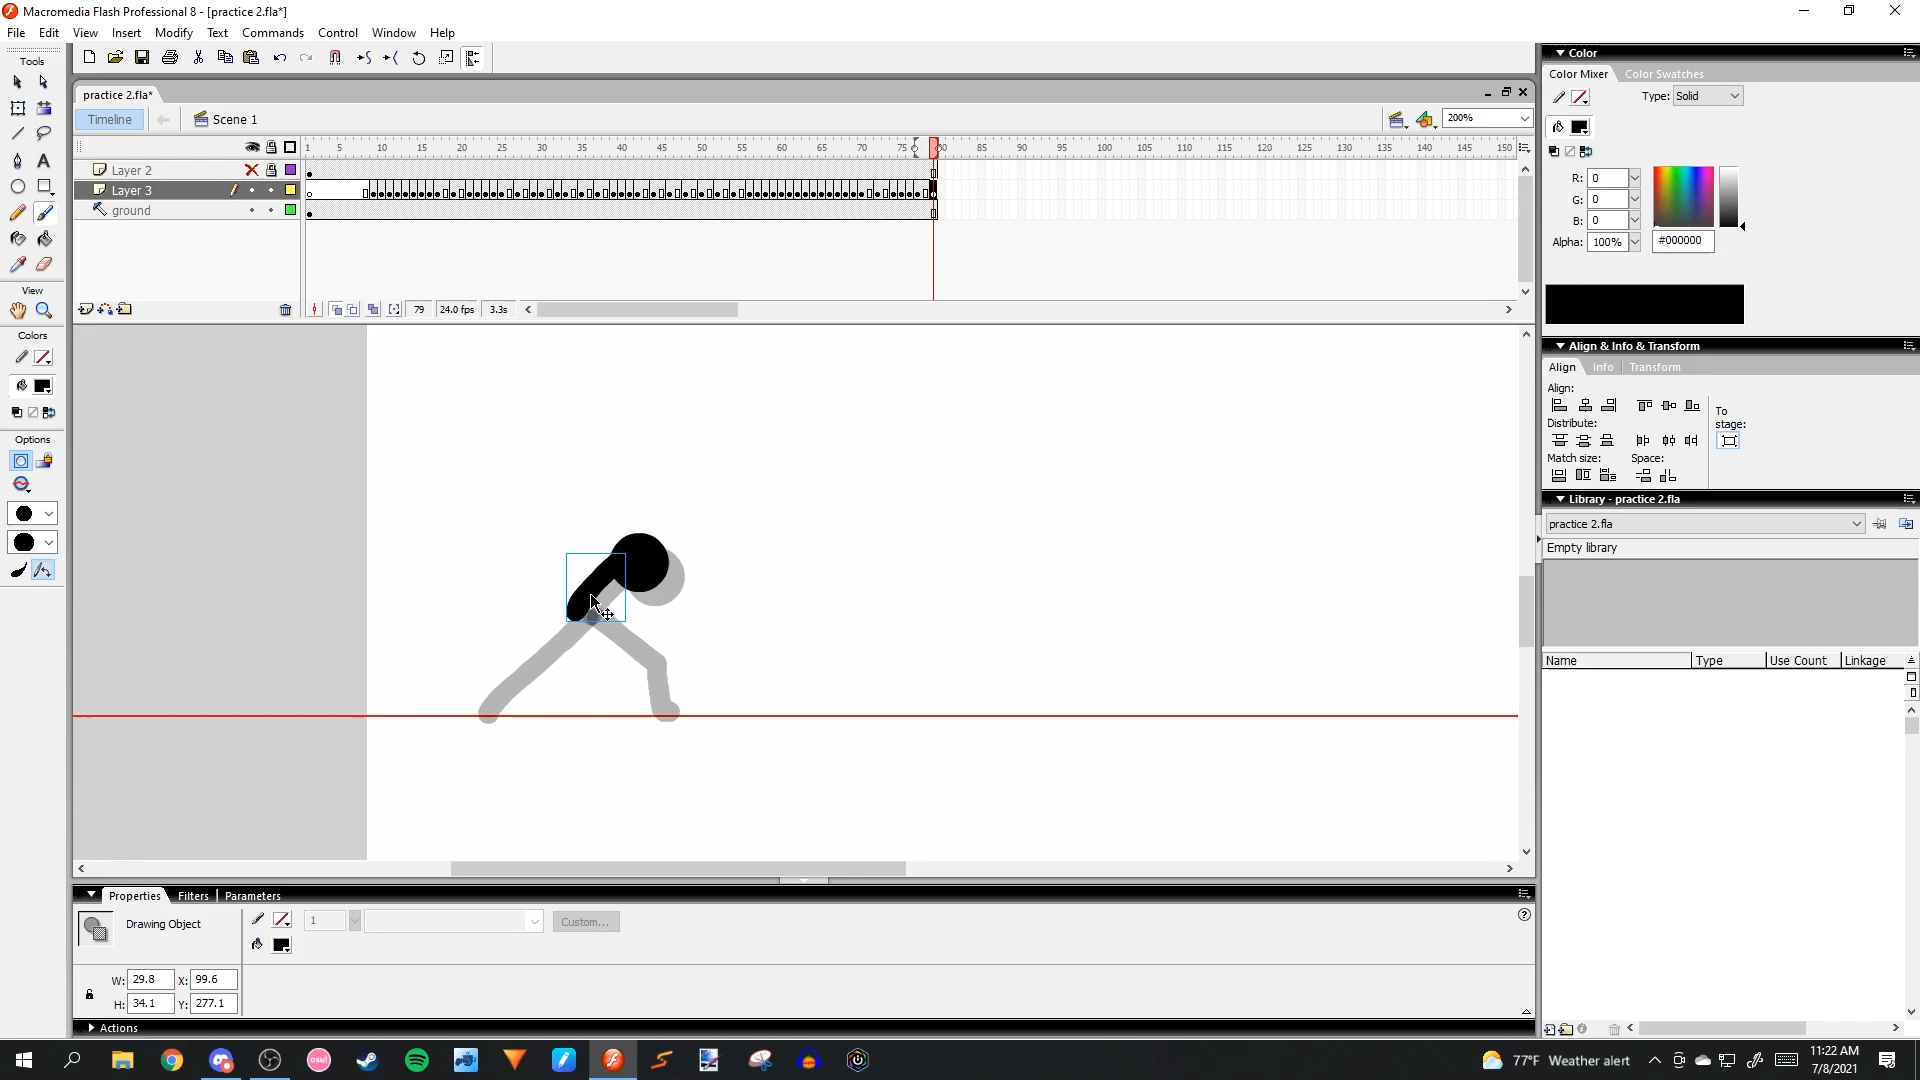 Macromedia Flash Professional 8 - [practice 2.fla*]
File Edit View Insert Modify Text Commands Control Window Help
Tools
View
Colors
Options
practice 2.fla*
Timeline
Scene 1
200%
1 5 10 15 20 25 30 35 40 45 50 55 60 65 70 75 80 85 90 95 100 105 110 115 120 125 130 135 140 145 150
Layer 2
Layer 3
ground
79 24.0 fps 3.3s
Color
Color Mixer Color Swatches
Type: Solid
R: 0
G: 0
B: 0
Alpha: 100% #000000
Align & Info & Transform
Align Info Transform
Align:
To
stage:
Distribute:
Match size: Space:
Library - practice 2.fla
practice 2.fla
Empty library
Name Type Use Count Linkage
Properties Filters Parameters
Drawing Object
1
Custom...
W: 29.8 X: 99.6
H: 34.1 Y: 277.1
Actions
osu!
77°F Weather alert
11:22 AM
7/8/2021